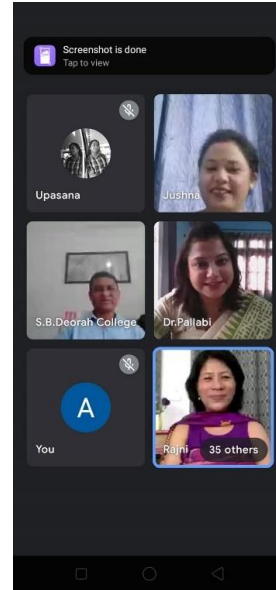 Screenshot is done
Tap to view
Upasana
Jushna
S.B.Deorah College
Dr.Pallabi
A
You
Rajni
35 others